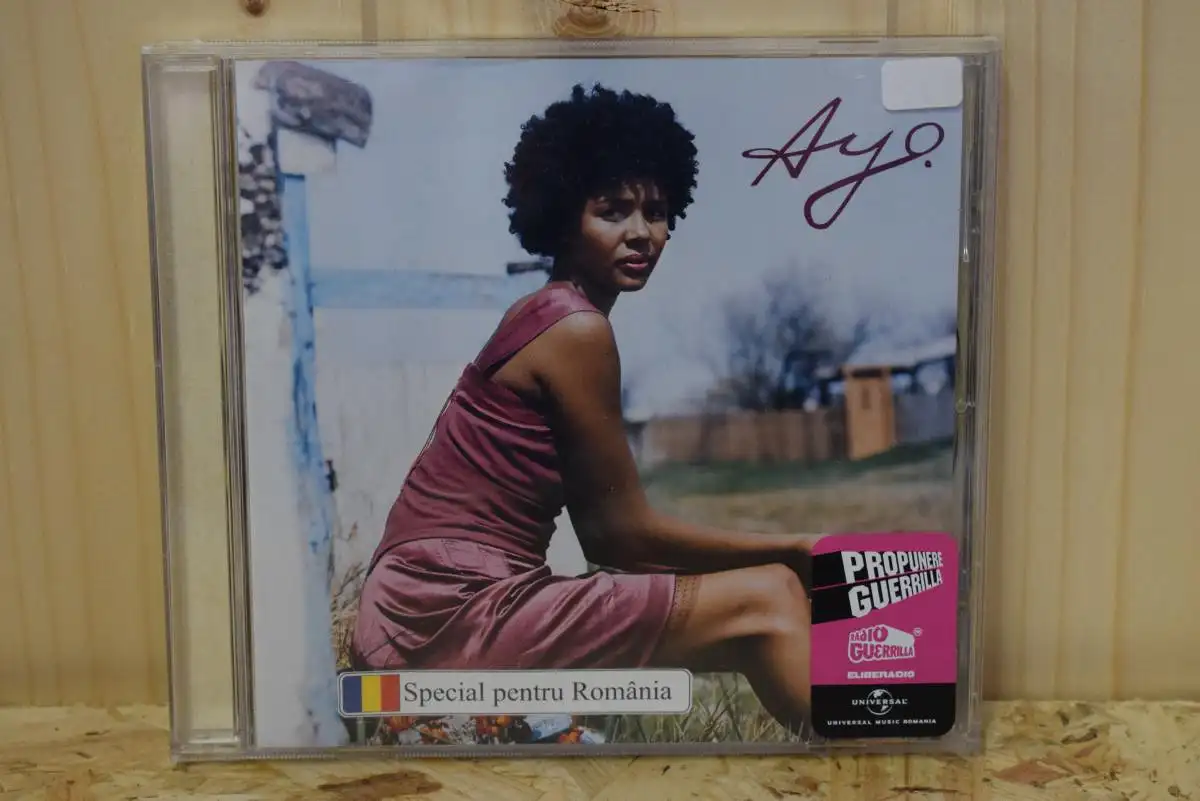 Ayo.
PROPUNERE
GUERRILLA
RADIO
GUERRILLA
ELIBERADIO
UNIVERSAL
UNIVERSAL MUSIC ROMANIA
Special pentru România